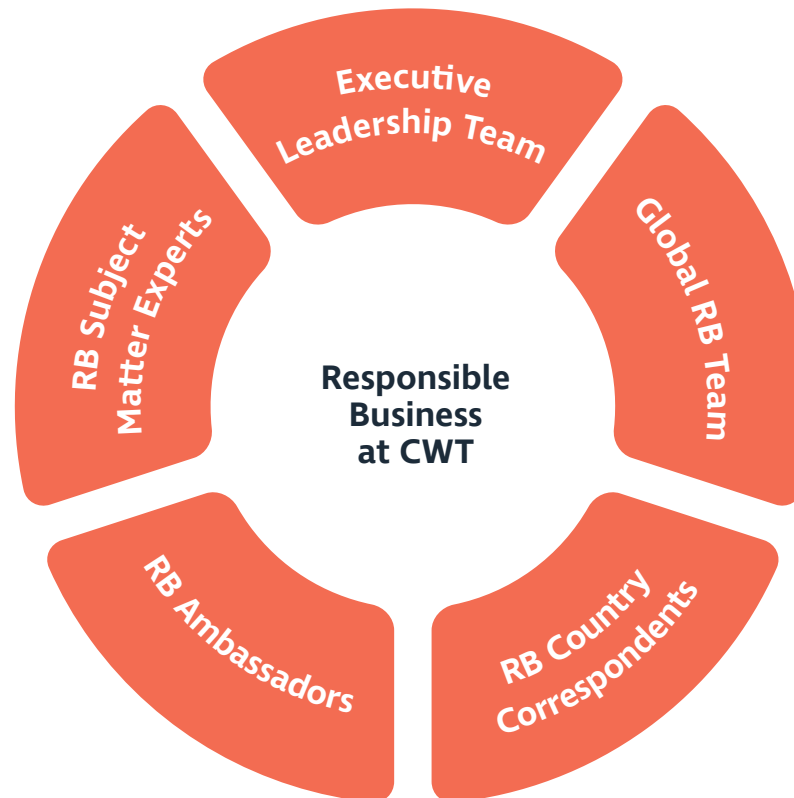 Executive
Leadership Team
Global RB Team
RB Country
Correspondents
RB Ambassadors
RB Subject
Matter Experts
Responsible
Business
at CWT